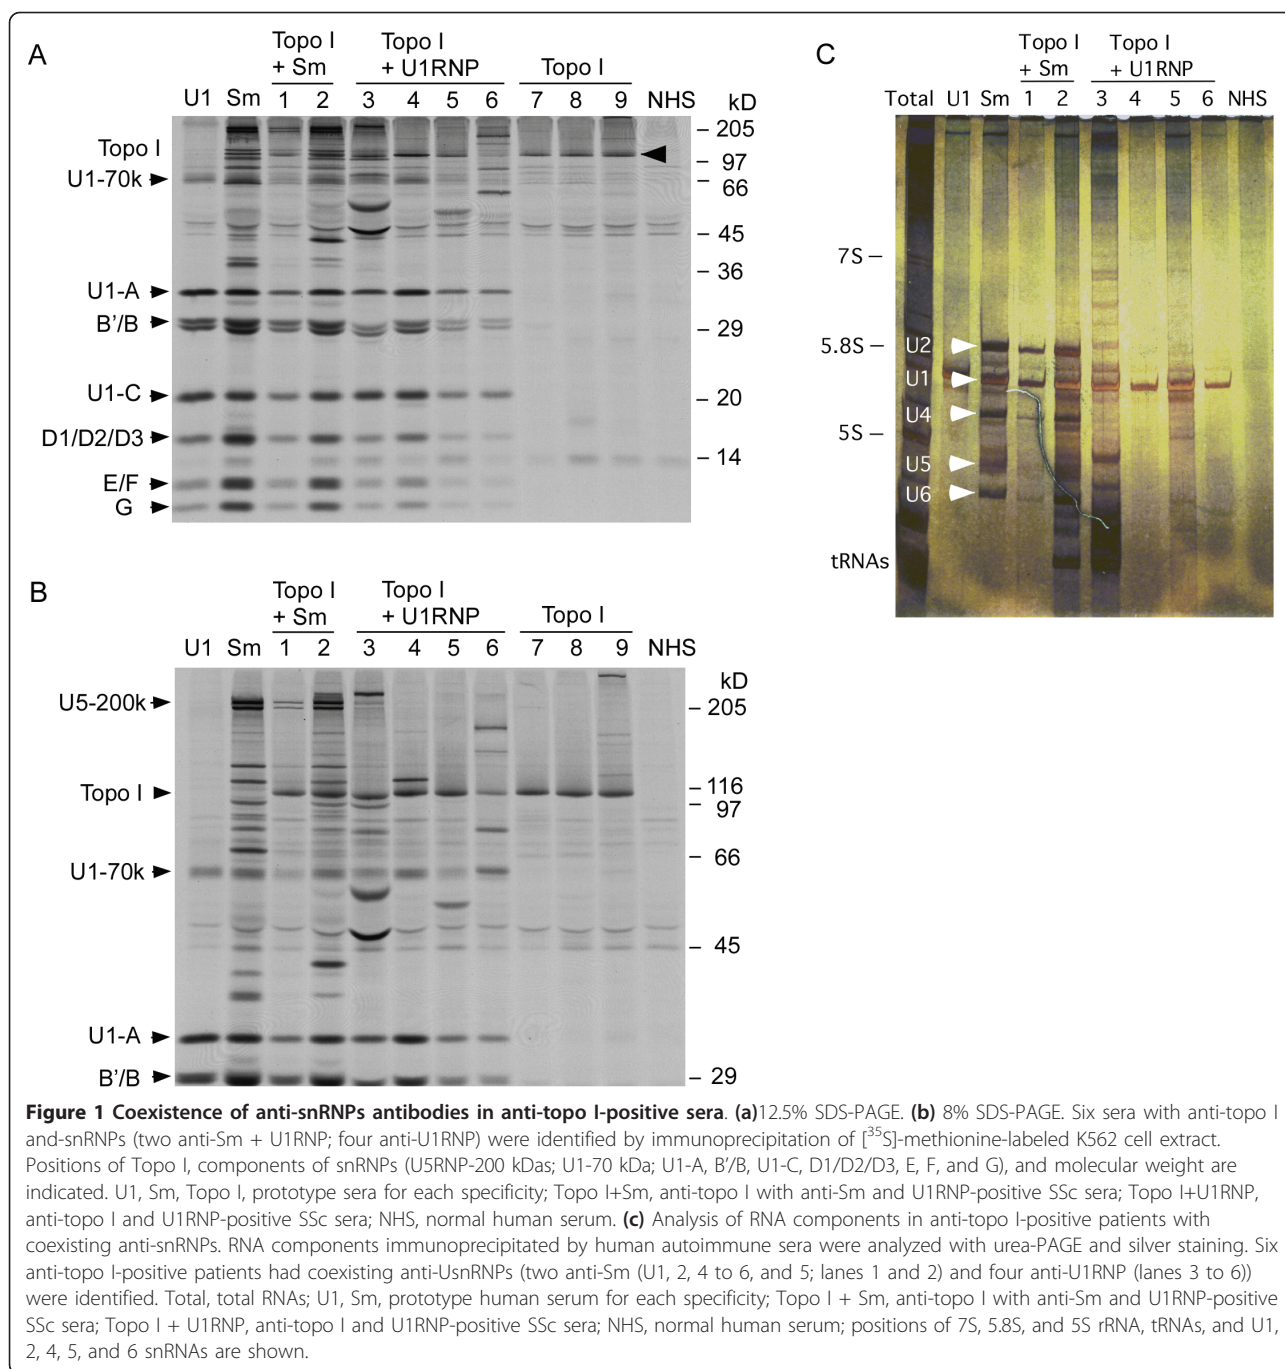 A
Topo I
+ Sm
Topo I
+ U1RNP
Topo I
U1 Sm 1 2 3 4 5 6 7 8 9 NHS kD
Topo I
U1-70k
U1-A
B'/B
U1-C
D1/D2/D3
E/F
G
– 205
– 97
– 66
– 45
– 36
– 29
– 20
– 14
B
Topo I
+ Sm
Topo I
+ U1RNP
Topo I
U1 Sm 1 2 3 4 5 6 7 8 9 NHS
kD
U5-200k
Topo I
U1-70k
U1-A
B'/B
– 205
– 116
– 97
– 66
– 45
– 29
C
Topo I
+ Sm
Topo I
+ U1RNP
Total U1 Sm 1 2 3 4 5 6 NHS
7S –
5.8S –
5S –
tRNAs
U2
U1
U4
U5
U6
Figure 1 Coexistence of anti-snRNPs antibodies in anti-topo I-positive sera. (a)12.5% SDS-PAGE. (b) 8% SDS-PAGE. Six sera with anti-topo I
and-snRNPs (two anti-Sm + U1RNP; four anti-U1RNP) were identified by immunoprecipitation of [35S]-methionine-labeled K562 cell extract.
Positions of Topo I, components of snRNPs (U5RNP-200 kDas; U1-70 kDa; U1-A, B'/B, U1-C, D1/D2/D3, E, F, and G), and molecular weight are
indicated. U1, Sm, Topo I, prototype sera for each specificity; Topo I+Sm, anti-topo I with anti-Sm and U1RNP-positive SSc sera; Topo I+U1RNP,
anti-topo I and U1RNP-positive SSc sera; NHS, normal human serum. (c) Analysis of RNA components in anti-topo I-positive patients with
coexisting anti-snRNPs. RNA components immunoprecipitated by human autoimmune sera were analyzed with urea-PAGE and silver staining. Six
anti-topo I-positive patients had coexisting anti-UsnRNPs (two anti-Sm (U1, 2, 4 to 6, and 5; lanes 1 and 2) and four anti-U1RNP (lanes 3 to 6))
were identified. Total, total RNAs; U1, Sm, prototype human serum for each specificity; Topo I + Sm, anti-topo I with anti-Sm and U1RNP-positive
SSc sera; Topo I + U1RNP, anti-topo I and U1RNP-positive SSc sera; NHS, normal human serum; positions of 7S, 5.8S, and 5S rRNA, tRNAs, and U1,
2, 4, 5, and 6 snRNAs are shown.